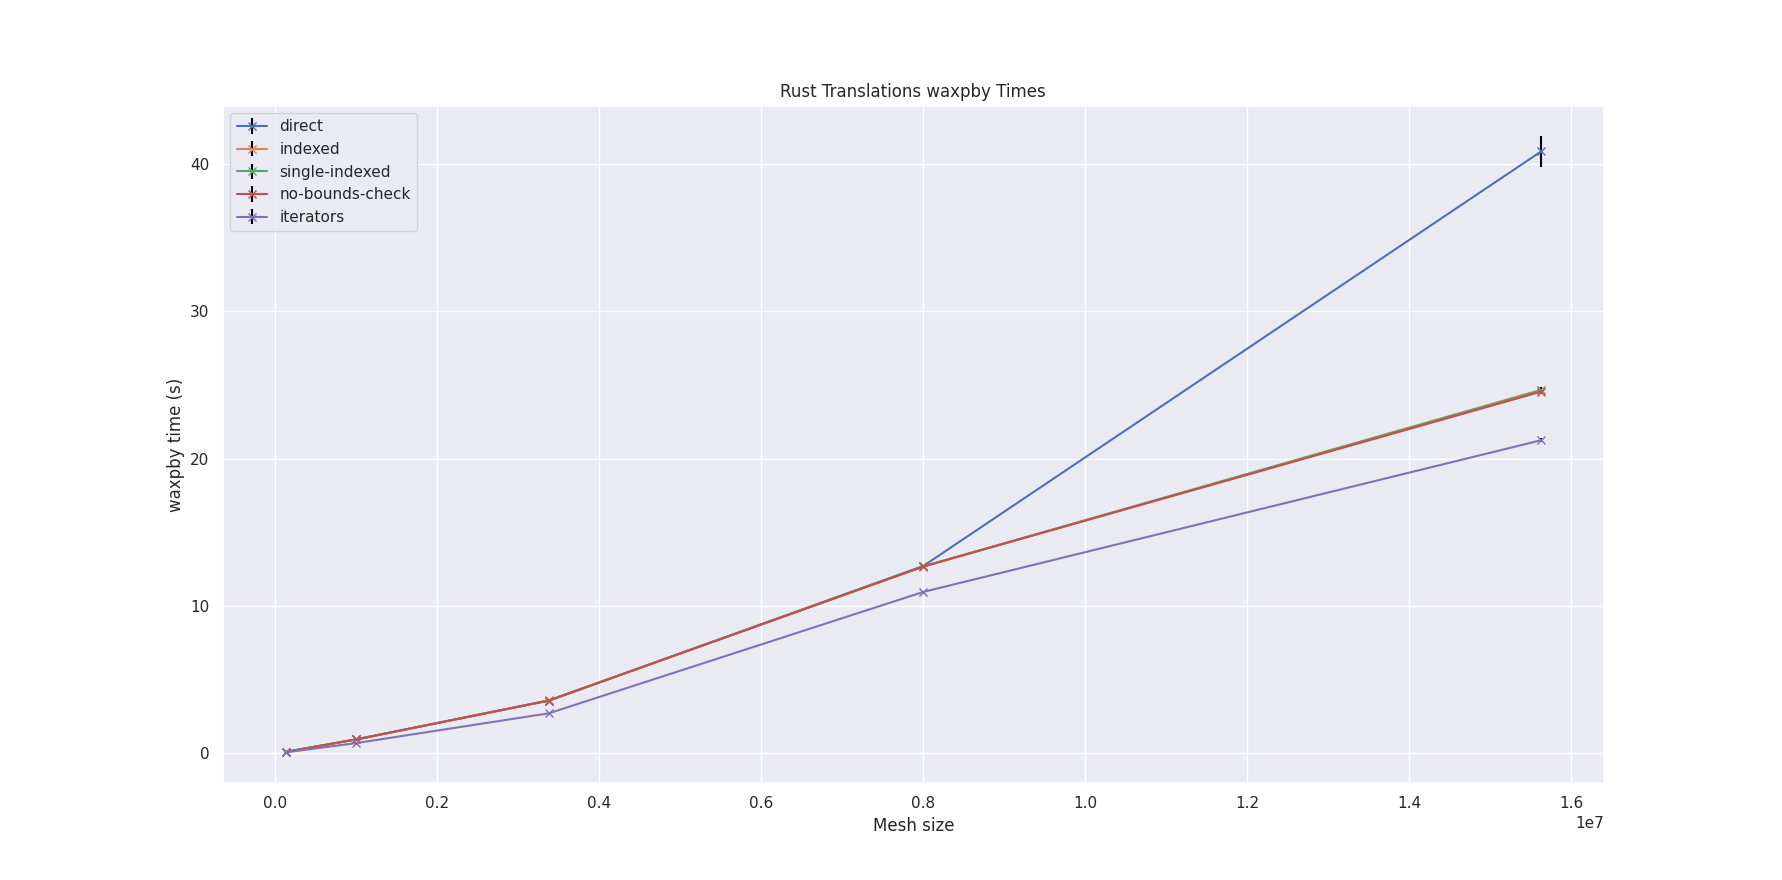 Rust Translations waxpby Times
direct
indexed
single-indexed
no-bounds-check
iterators
40
30
20
10
0
waxpby time (s)
0.0 0.2 0.4 0.6 0.8 1.0 1.2 1.4 1.6
1e7
Mesh size